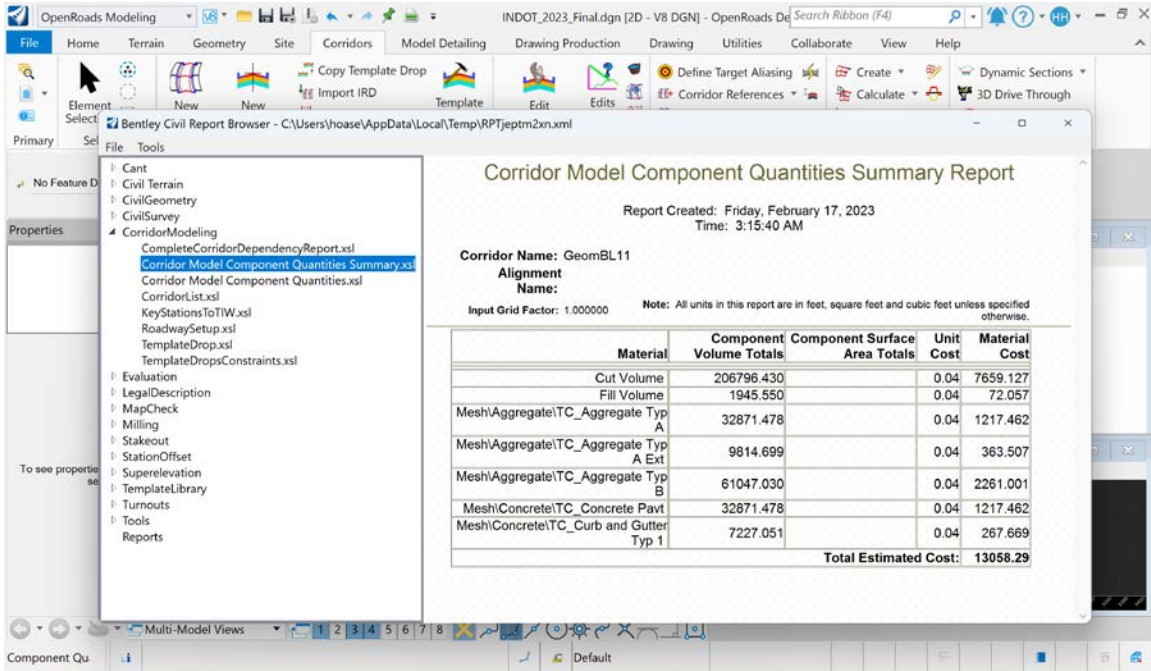 OpenRoads Modeling
INDOT_2023_Final.dgn [2D - V8 DGN] - OpenRoads De
Search Ribbon (F4)
HH
File Home Terrain Geometry Site Corridors Model Detailing Drawing Production Drawing Utilities Collaborate View Help
Copy Template Drop
Define Target Aliasing
Create
Dynamic Sections
Import IRD
Corridor References
Calculate
3D Drive Through
Element
Select
New
New
Template
Edit
Edits
Primary
Sel
Bentley Civil Report Browser - C:\Users\hoase\AppData\Local\Temp\RPTjeptm2xn.xml
File Tools
No Feature D
Properties
To see propertie
se
Cant
Civil Terrain
CivilGeometry
CivilSurvey
CorridorModeling
CompleteCorridorDependencyReport.xsl
Corridor Model Component Quantities Summary.xsl
Corridor Model Component Quantities.xsl
CorridorList.xsl
KeyStationsToTIW.xsl
RoadwaySetup.xsl
TemplateDrop.xsl
TemplateDropsConstraints.xsl
Evaluation
LegalDescription
MapCheck
Milling
Stakeout
StationOffset
Superelevation
TemplateLibrary
Turnouts
Tools
Reports
Corridor Model Component Quantities Summary Report
Report Created: Friday, February 17, 2023
Time: 3:15:40 AM
Corridor Name: GeomBL11
Alignment
Name:
Input Grid Factor: 1.000000
Note: All units in this report are in feet, square feet and cubic feet unless specified
otherwise.
Material Component Volume Totals Component Surface Area Totals Unit Cost Material Cost
Cut Volume 206796.430 0.04 7659.127
Fill Volume 1945.550 0.04 72.057
Mesh\Aggregate\TC_Aggregate Typ
A 32871.478 0.04 1217.462
Mesh\Aggregate\TC_Aggregate Typ
A Ext 9814.699 0.04 363.507
Mesh\Aggregate\TC_Aggregate Typ
B 61047.030 0.04 2261.001
Mesh\Concrete\TC_Concrete Pavt 32871.478 0.04 1217.462
Mesh\Concrete\TC_Curb and Gutter
Typ 1 7227.051 0.04 267.669
Total Estimated Cost: 13058.29
Multi-Model Views 1 2 3 4 5 6 7 8
Component Qu
Default